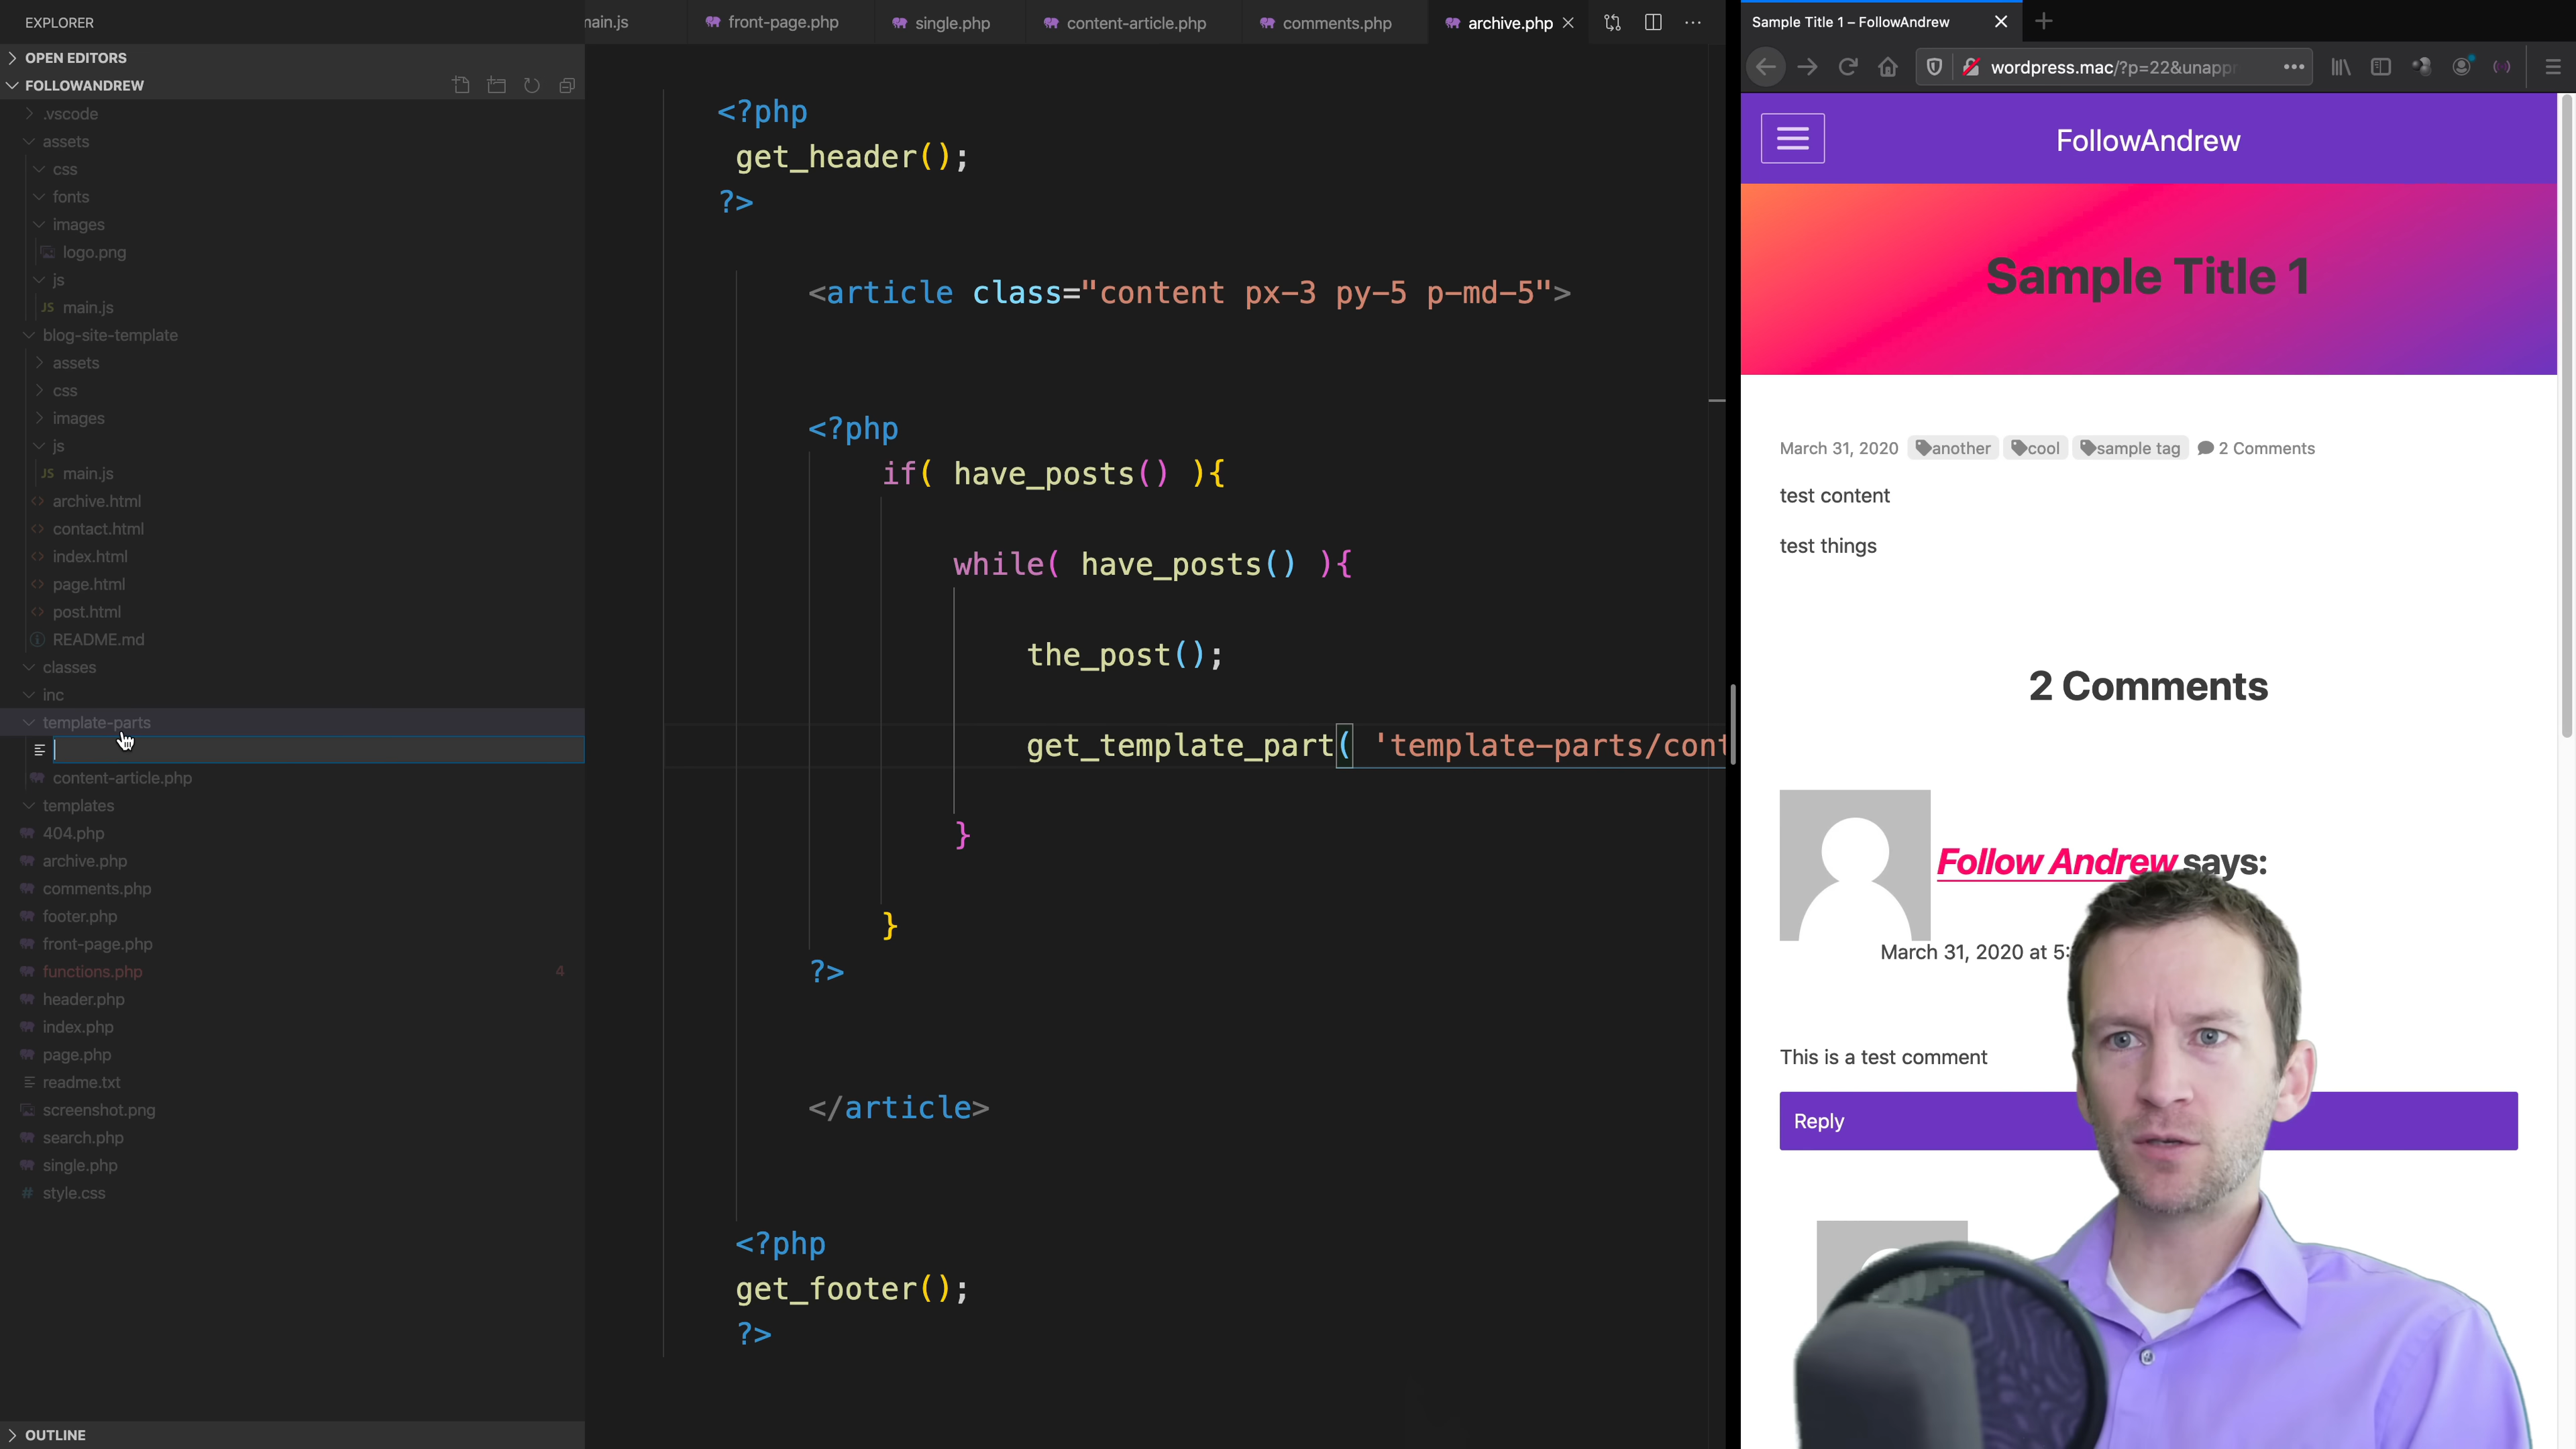 EXPLORER
OPEN EDITORS
FOLLOWANDREW
.vscode
assets
css
fonts
images
logo.png
js
JS main.js
blog-site-template
assets
css
images
js
JS main.js
archive.html
contact.html
index.html
page.html
post.html
README.md
classes
inc
template-parts
content-article.php
templates
404.php
archive.php
comments.php
footer.php
front-page.php
functions.php 4
header.php
index.php
page.php
readme.txt
screenshot.png
search.php
single.php
# style.css
OUTLINE
main.js front-page.php single.php content-article.php comments.php archive.php
<?php
get_header();
?>
<article class="content px-3 py-5 p-md-5">
<?php
if( have_posts() ){
while( have_posts() ){
the_post();
get_template_part( 'template-parts/cont
}
}
?>
</article>
<?php
get_footer();
?>
Sample Title 1 – FollowAndrew
wordpress.mac/?p=22&unappr
FollowAndrew
Sample Title 1
March 31, 2020 another cool sample tag 2 Comments
test content
test things
2 Comments
Follow Andrew says:
March 31, 2020 at 5:
This is a test comment
Reply